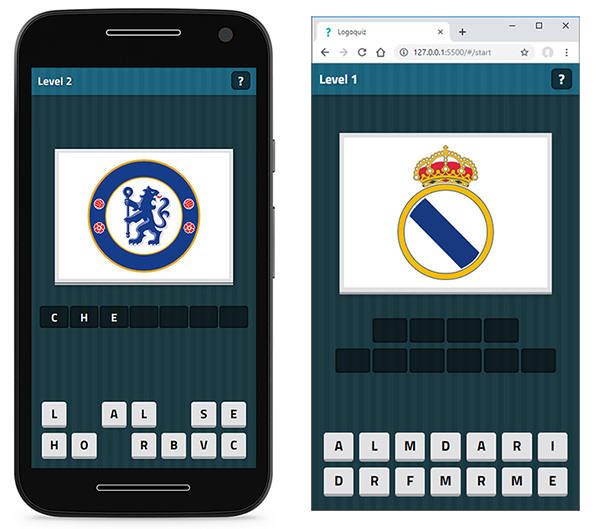 Level 2
?
C H E
L A L S E
H O R B V C
? Logoquiz
127.0.0.1:5500/#/start
Level 1
?
A L M D A R I
D R F M R M E